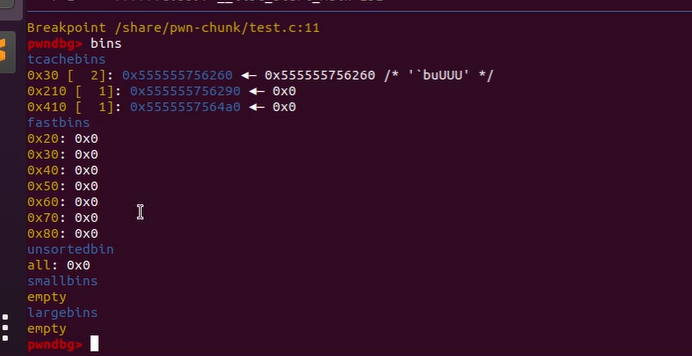 Breakpoint /share/pwn-chunk/test.c:11
pwndbg> bins
tcachebins
0x30 [  2]: 0x555555756260 ◂— 0x555555756260 /* '`buUUU' */
0x210 [  1]: 0x555555756290 ◂— 0x0
0x410 [  1]: 0x5555557564a0 ◂— 0x0
fastbins
0x20: 0x0
0x30: 0x0
0x40: 0x0
0x50: 0x0
0x60: 0x0
0x70: 0x0
0x80: 0x0
unsortedbin
all: 0x0
smallbins
empty
largebins
empty
pwndbg>